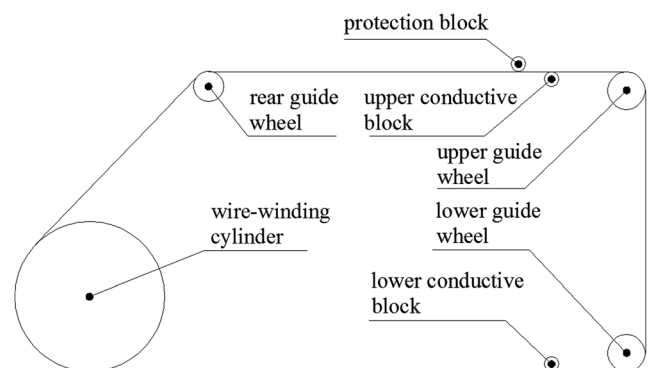 protection block
rear guide
wheel
upper conductive
block
upper guide
wheel
wire-winding
cylinder
lower guide
wheel
lower conductive
block